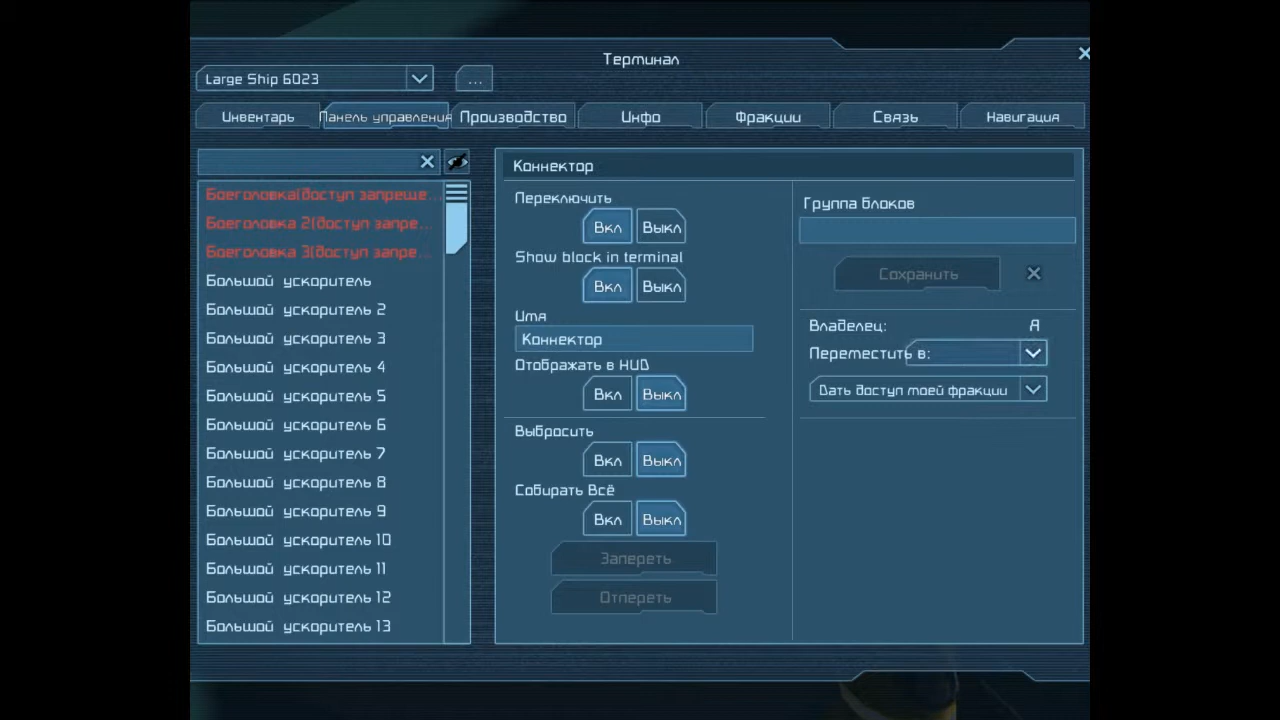 Терминал
Large Ship 6023
...
Инвентарь
Панель управления
Производство
Инфо
Фракции
Связь
Навигация
Боеголовка(доступ запреще...
Боеголовка 2(доступ запре...
Боеголовка 3(доступ запре...
Большой ускоритель
Большой ускоритель 2
Большой ускоритель 3
Большой ускоритель 4
Большой ускоритель 5
Большой ускоритель 6
Большой ускоритель 7
Большой ускоритель 8
Большой ускоритель 9
Большой ускоритель 10
Большой ускоритель 11
Большой ускоритель 12
Большой ускоритель 13
Коннектор
Переключить
Вкл Выкл
Show block in terminal
Вкл Выкл
Имя
Коннектор
Отображать в HUD
Вкл Выкл
Выбросить
Вкл Выкл
Собирать Всё
Вкл Выкл
Запереть
Отпереть
Группа блоков
Сохранить
Владелец: Я
Переместить в:
Дать доступ моей фракции